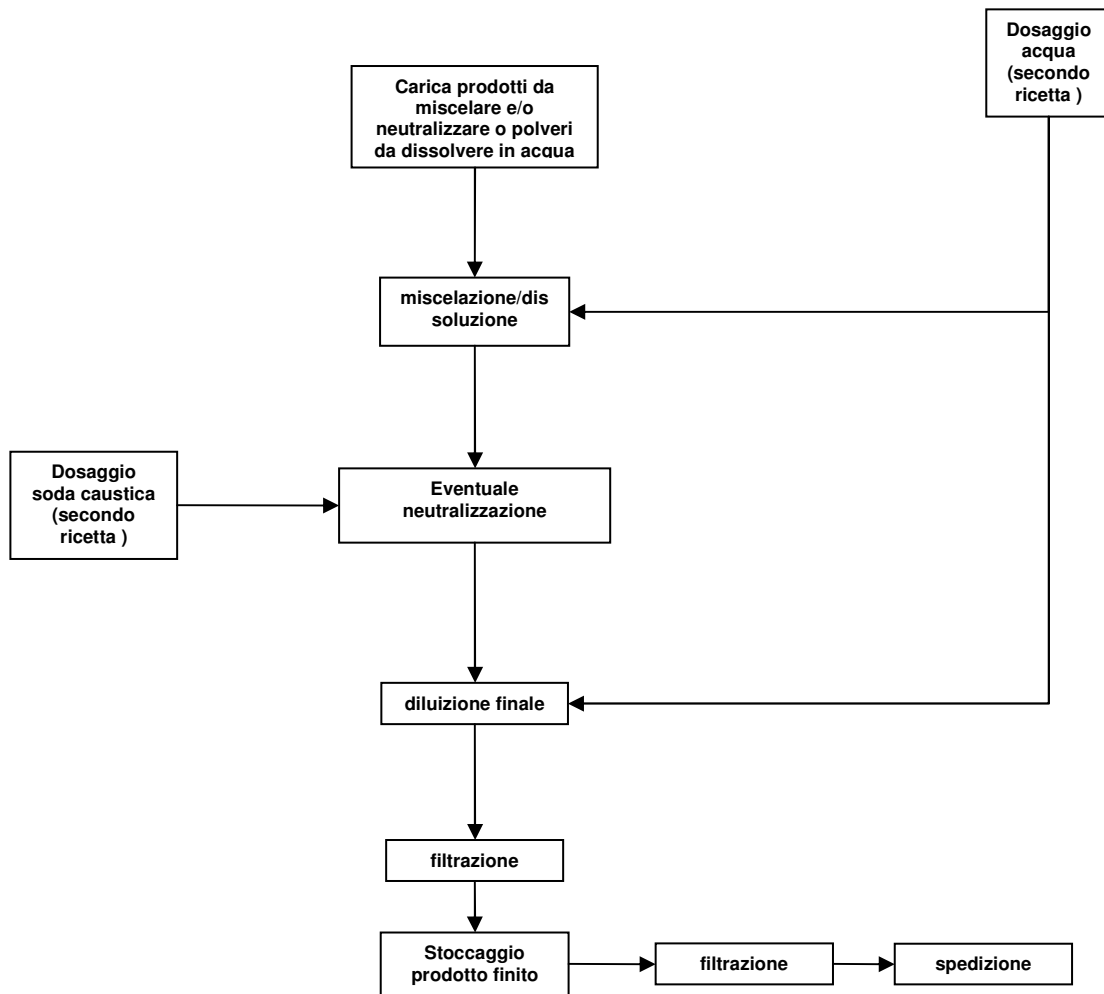 Dosaggio
acqua
(secondo
ricetta )
Carica prodotti da
miscelare e/o
neutralizzare o polveri
da dissolvere in acqua
miscelazione/dis
soluzione
Dosaggio
soda caustica
(secondo
ricetta )
Eventuale
neutralizzazione
diluizione finale
filtrazione
Stoccaggio
prodotto finito
filtrazione
spedizione